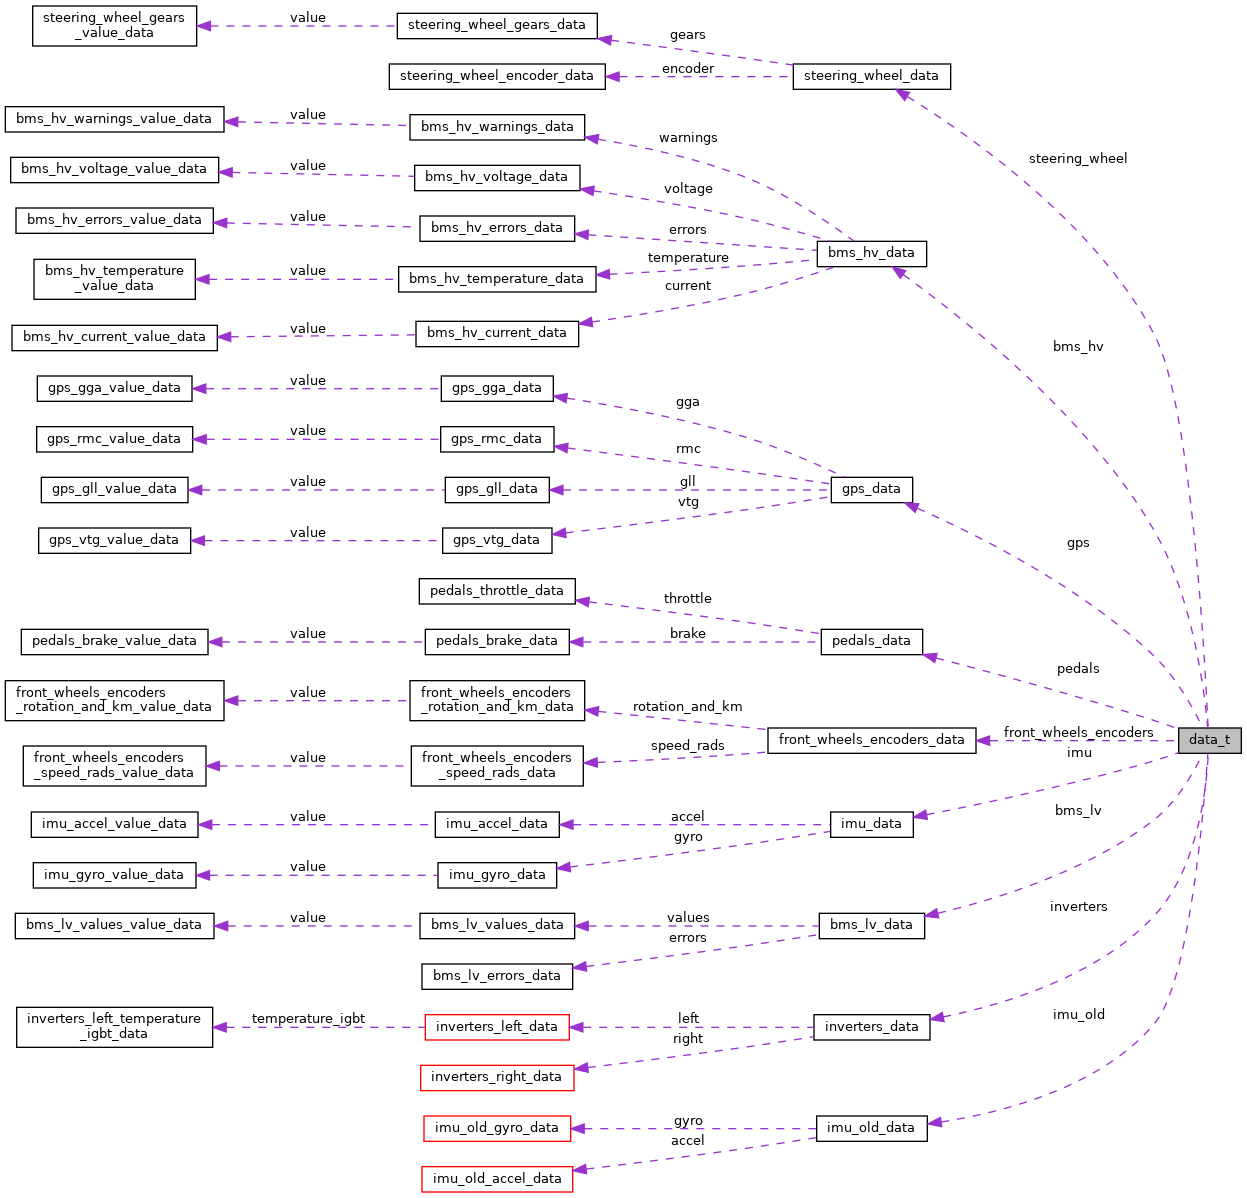 steering_wheel_gears
_value_data
value
steering_wheel_gears_data
gears
steering_wheel_encoder_data
encoder
steering_wheel_data
steering_wheel
bms_hv_warnings_value_data
value
bms_hv_warnings_data
warnings
bms_hv_voltage_value_data
value
bms_hv_voltage_data
voltage
bms_hv_errors_value_data
value
bms_hv_errors_data
errors
bms_hv_data
bms_hv_temperature
_value_data
value
bms_hv_temperature_data
temperature
bms_hv_current_value_data
value
bms_hv_current_data
current
bms_hv
gps_gga_value_data
value
gps_gga_data
gga
gps_rmc_value_data
value
gps_rmc_data
rmc
gps_gll_value_data
value
gps_gll_data
gll
gps_data
gps_vtg_value_data
value
gps_vtg_data
vtg
gps
pedals_throttle_data
throttle
pedals_brake_value_data
value
pedals_brake_data
brake
pedals_data
pedals
front_wheels_encoders
_rotation_and_km_value_data
value
front_wheels_encoders
_rotation_and_km_data
rotation_and_km
front_wheels_encoders_data
front_wheels_encoders
data_t
front_wheels_encoders
_speed_rads_value_data
value
front_wheels_encoders
_speed_rads_data
speed_rads
imu
imu_accel_value_data
value
imu_accel_data
accel
imu_data
bms_lv
imu_gyro_value_data
value
imu_gyro_data
gyro
bms_lv_values_value_data
value
bms_lv_values_data
values
bms_lv_data
inverters
bms_lv_errors_data
errors
inverters_left_temperature
_igbt_data
temperature_igbt
inverters_left_data
left
inverters_data
imu_old
inverters_right_data
right
imu_old_gyro_data
gyro
imu_old_data
imu_old_accel_data
accel